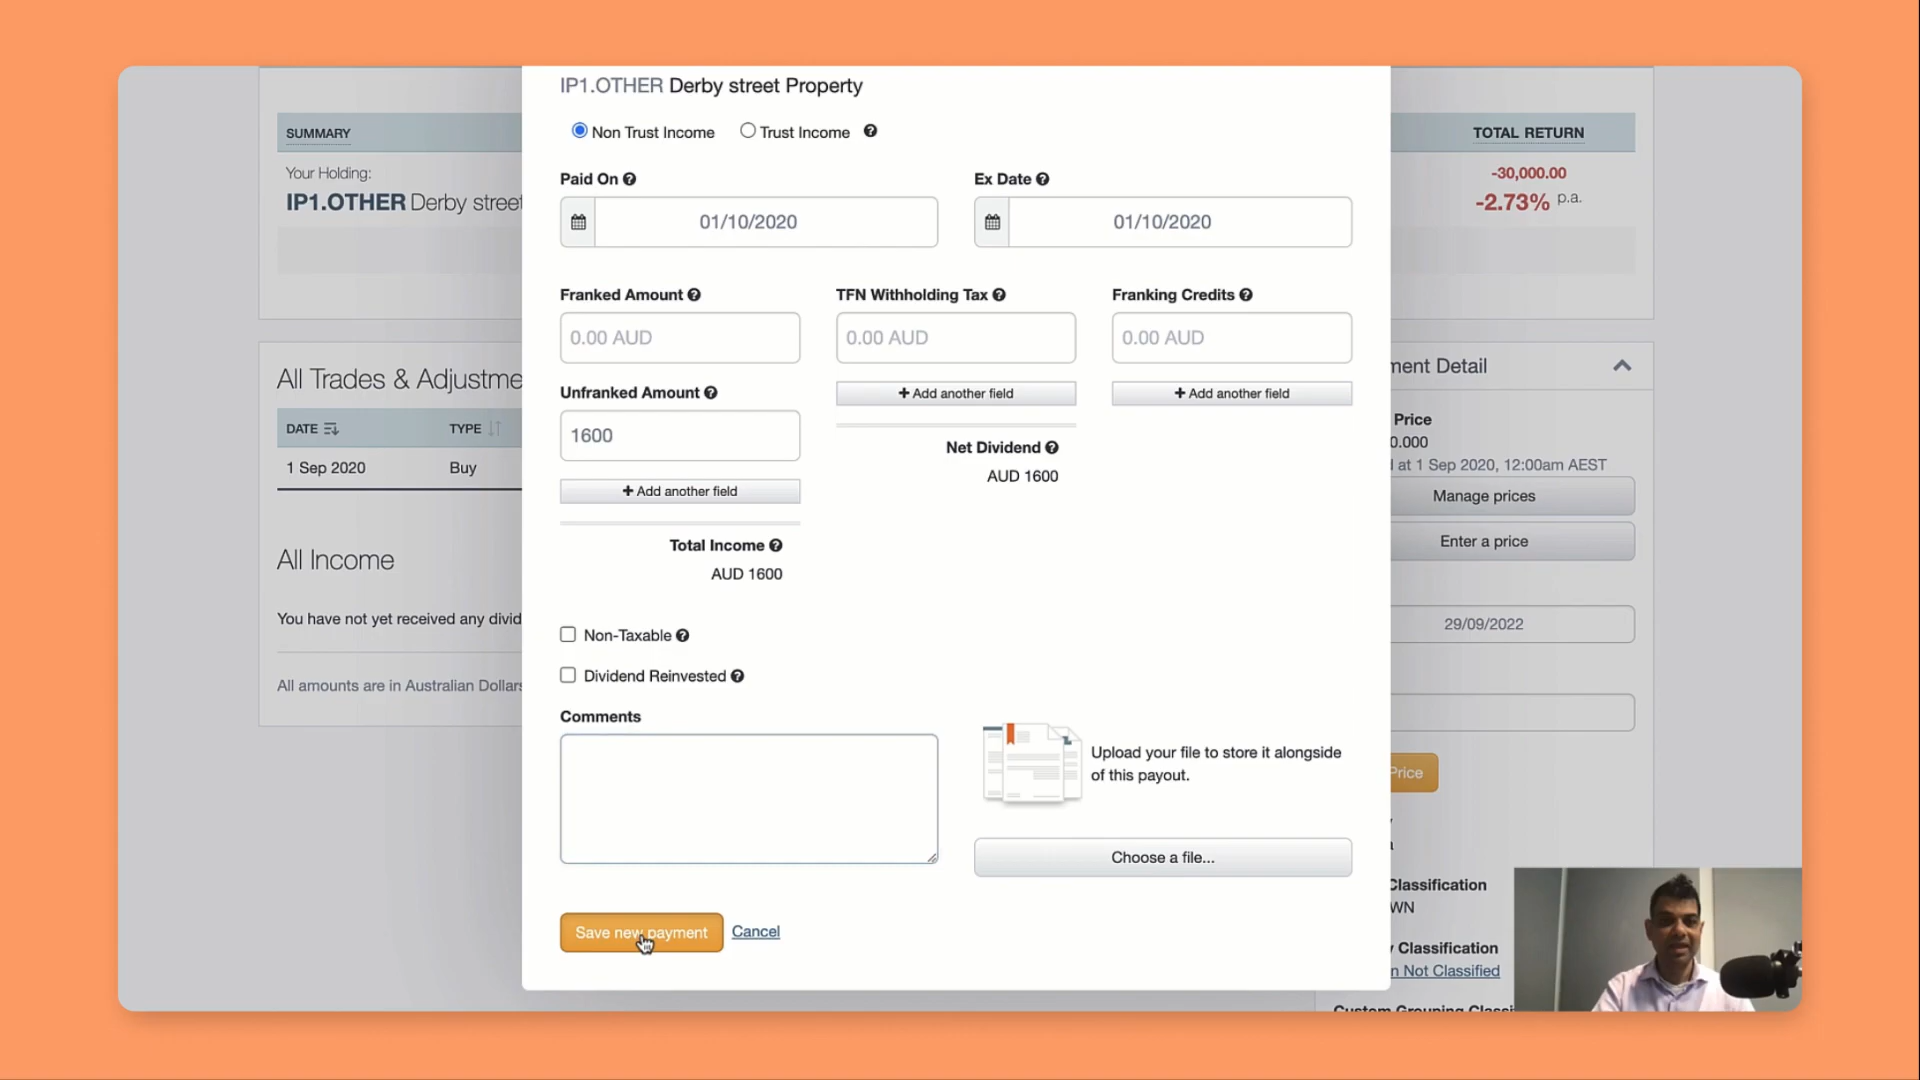 IP1.OTHER Derby street Property
Non Trust Income Trust Income
SUMMARY
TOTAL RETURN
Your Holding:
IP1.OTHER Derby street
-30,000.00
-2.73% p.a.
Paid On
Ex Date
01/10/2020
01/10/2020
Franked Amount
TFN Withholding Tax
Franking Credits
0.00 AUD
0.00 AUD
0.00 AUD
Unfranked Amount
+ Add another field
+ Add another field
1600
Net Dividend
AUD 1600
+ Add another field
Total Income
AUD 1600
All Trades & Adjustme
DATE TYPE
1 Sep 2020 Buy
All Income
You have not yet received any divid
All amounts are in Australian Dollars
Non-Taxable
Dividend Reinvested
Comments
Upload your file to store it alongside
of this payout.
Choose a file...
Save new payment Cancel
ment Detail
Price
0.000
at 1 Sep 2020, 12:00am AEST
Manage prices
Enter a price
29/09/2022
Price
Classification
WN
Classification
n Not Classified
Custom Grouping Classi